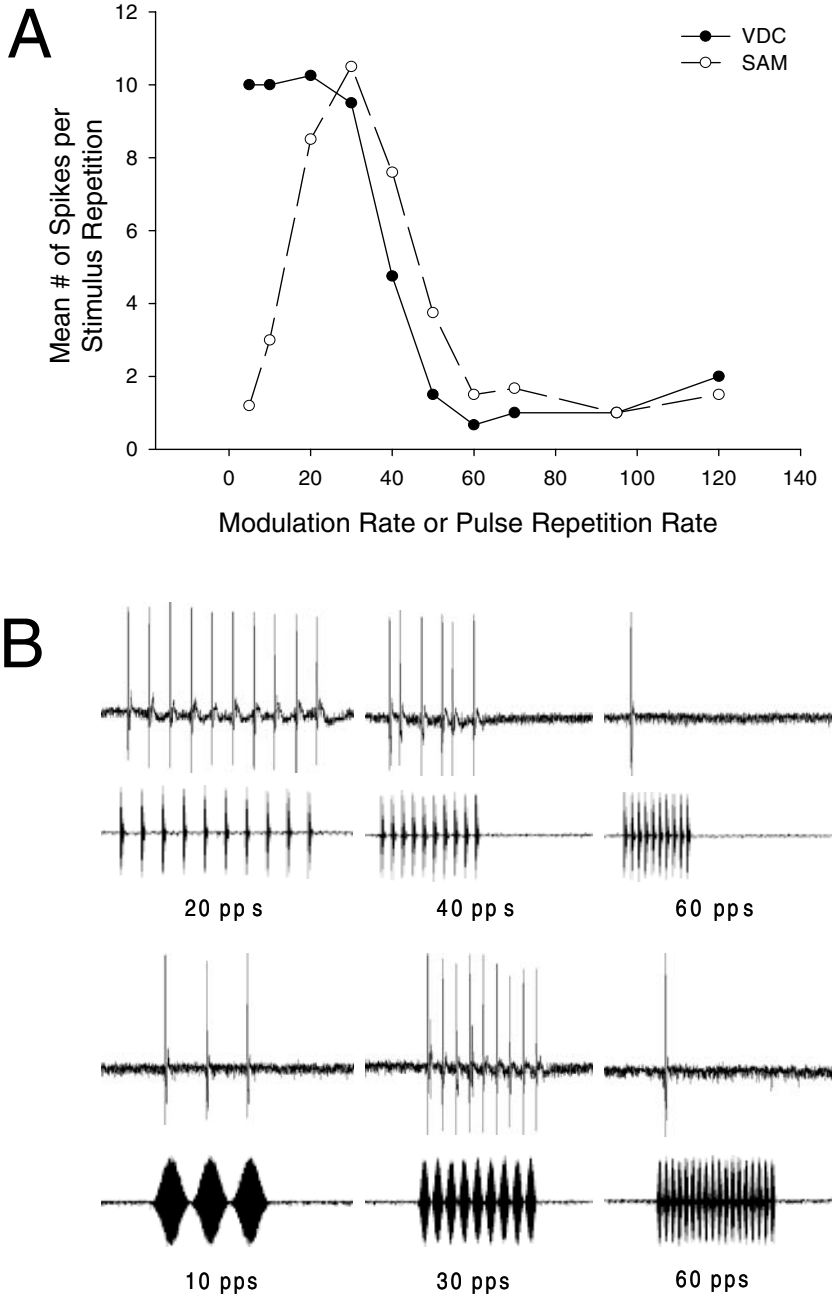 A
12
10
8
6
4
2
0
Mean # of Spikes per
Stimulus Repetition
VDC
SAM
0 20 40 60 80 100 120 140
Modulation Rate or Pulse Repetition Rate
B
20 pps 40 pps 60 pps
10 pps 30 pps 60 pps